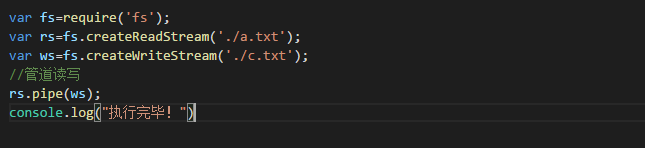 var fs=require('fs');
var rs=fs.createReadStream('./a.txt');
var ws=fs.createWriteStream('./c.txt');
//管道读写
rs.pipe(ws);
console.log("执行完毕！")